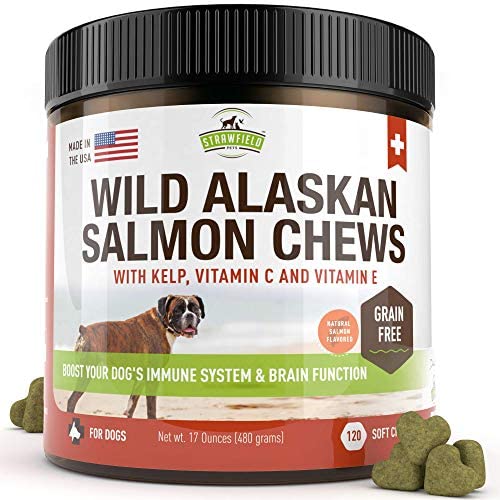 STRAWFIELD
PETS
MADE IN
THE USA
WILD ALASKAN
SALMON CHEWS
WITH KELP, VITAMIN C AND VITAMIN E
NATURAL
SALMON
FLAVORED
GRAIN
FREE
BOOST YOUR DOG'S IMMUNE SYSTEM & BRAIN FUNCTION
FOR DOGS
Net wt. 17 Ounces (480 grams)
120
SOFT